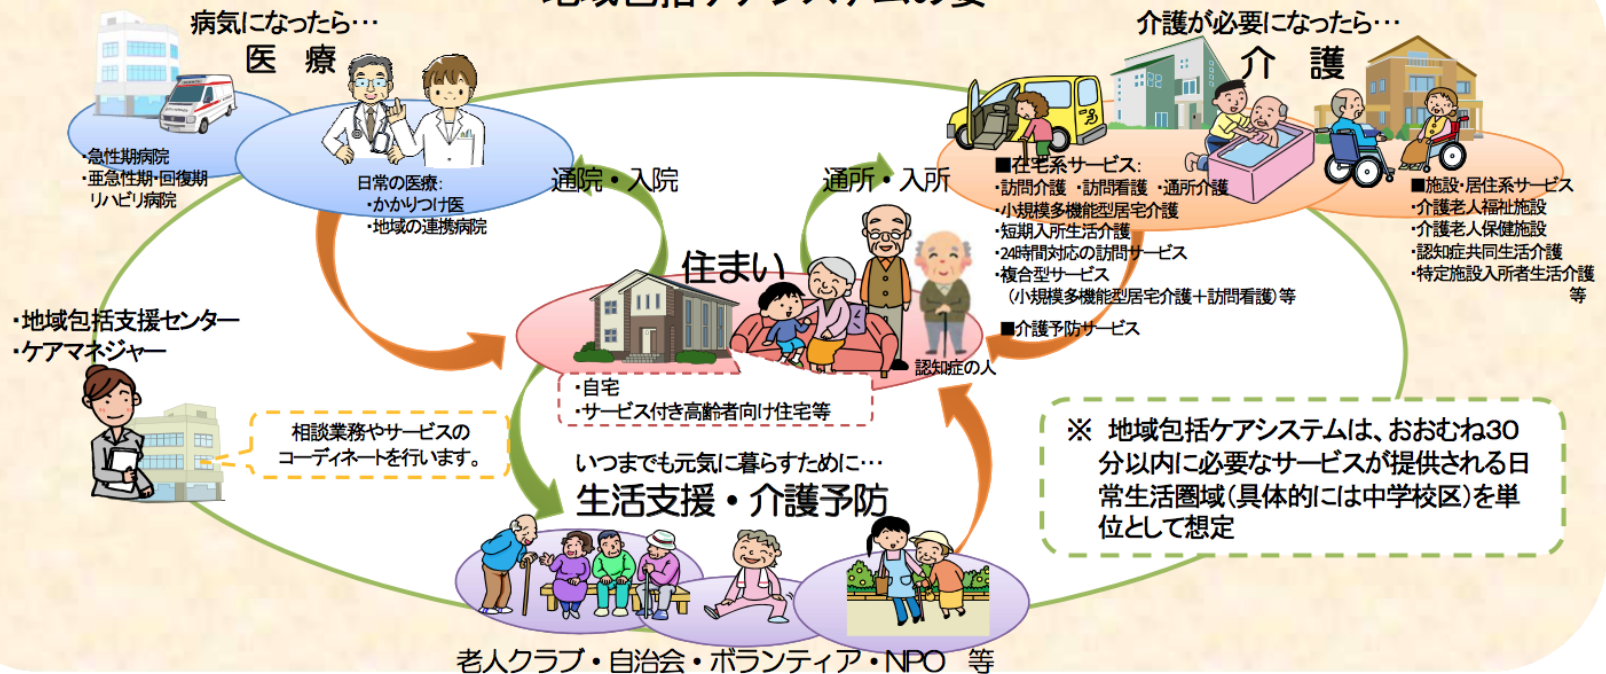 地域包括ケアシステムの姿
病気になったら･･･
医 療
・急性期病院
・亜急性期・回復期
リハビリ病院
日常の医療：
・かかりつけ医
・地域の連携病院
通院・入院
通所・入所
介護が必要になったら･･･
介 護
■在宅系サービス：
・訪問介護 ・訪問看護 ・通所介護
・小規模多機能型居宅介護
・短期入所生活介護
・24時間対応の訪問サービス
・複合型サービス
（小規模多機能型居宅介護＋訪問看護）等
■介護予防サービス
■施設・居住系サービス
・介護老人福祉施設
・介護老人保健施設
・認知症共同生活介護
・特定施設入所者生活介護
等
住まい
認知症の人
・自宅
・サービス付き高齢者向け住宅等
・地域包括支援センター
・ケアマネジャー
相談業務やサービスの
コーディネートを行います。
いつまでも元気に暮らすために･･･
生活支援・介護予防
老人クラブ・自治会・ボランティア・NPO 等
※ 地域包括ケアシステムは、おおむね30
分以内に必要なサービスが提供される日
常生活圏域（具体的には中学校区）を単
位として想定